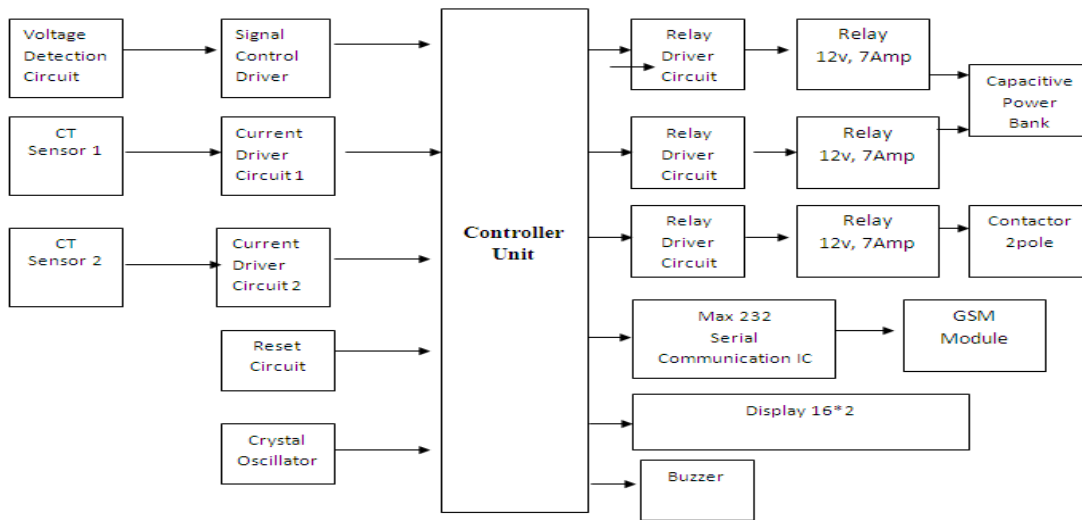 Voltage
Detection
Circuit
Signal
Control
Driver
CT
Sensor 1
Current
Driver
Circuit 1
CT
Sensor 2
Current
Driver
Circuit 2
Reset
Circuit
Crystal
Oscillator
Controller
Unit
Relay
Driver
Circuit
Relay
12v, 7Amp
Capacitive
Power
Bank
Relay
Driver
Circuit
Relay
12v, 7Amp
Relay
Driver
Circuit
Relay
12v, 7Amp
Contactor
2pole
Max 232
Serial
Communication IC
GSM
Module
Display 16*2
Buzzer